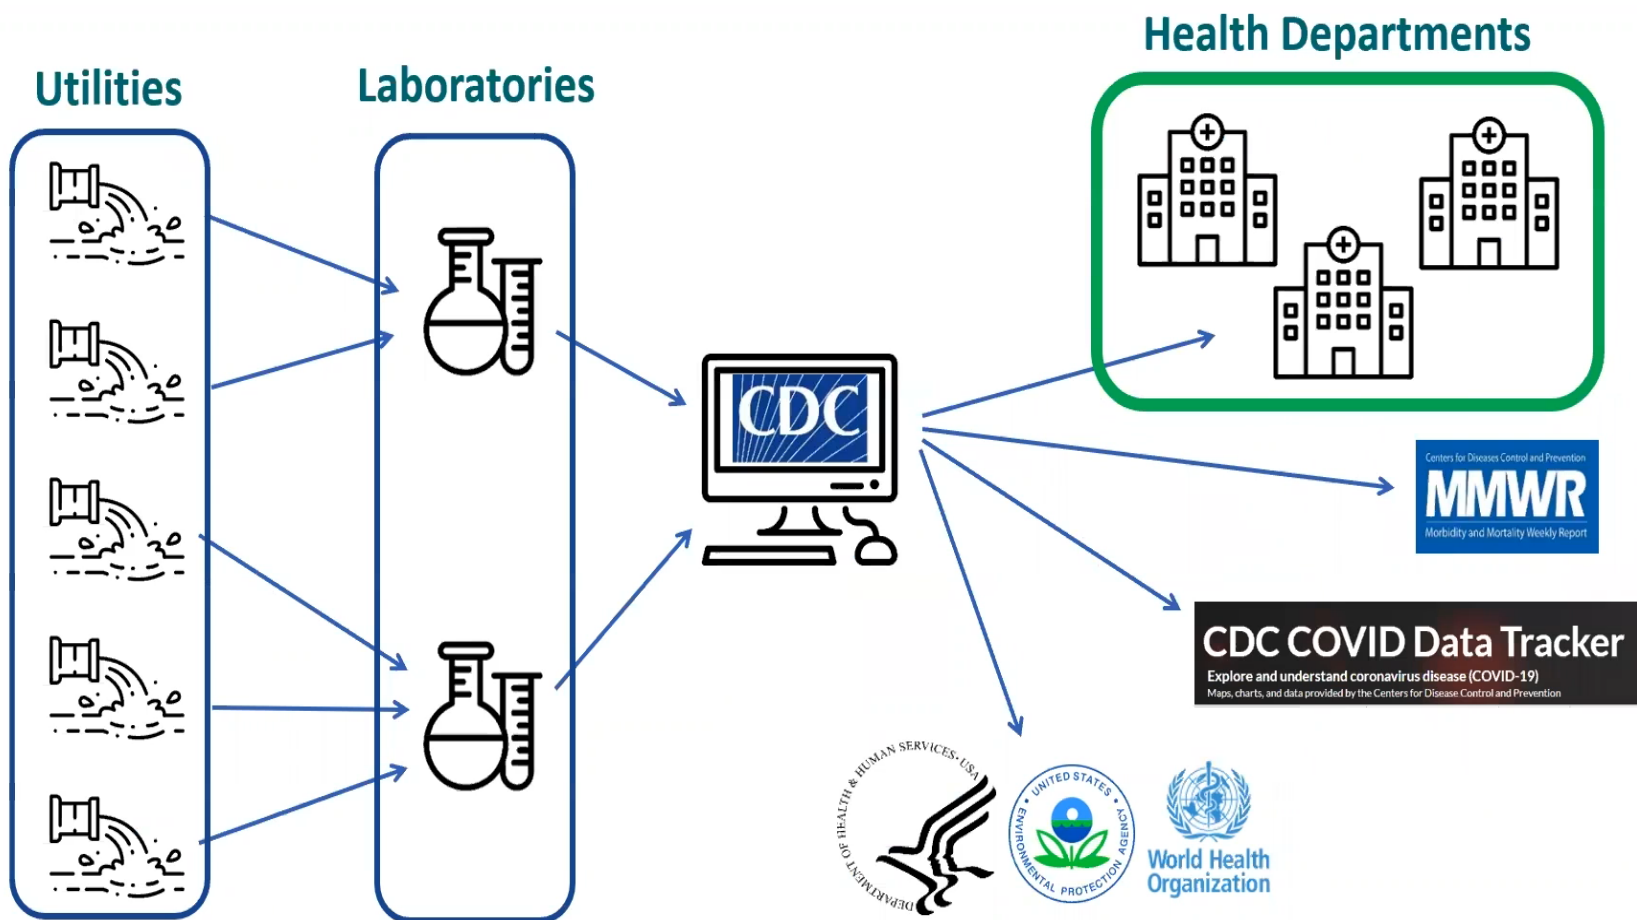 Health Departments
Utilities
Laboratories
CDC
Centers for Diseases Control and Prevention
MMWR
Morbidity and Mortality Weekly Report
CDC COVID Data Tracker
Explore and understand coronavirus disease (COVID-19)
Maps, charts, and data provided by the Centers for Disease Control and Prevention
DEPARTMENT OF HEALTH & HUMAN SERVICES · USA
UNITED STATES
ENVIRONMENTAL PROTECTION AGENCY
World Health
Organization